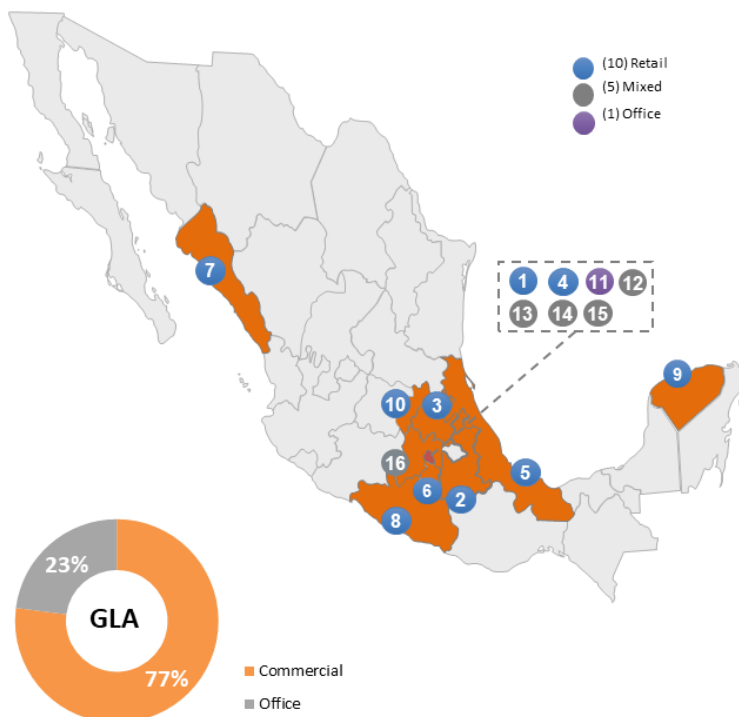 (10) Retail
(5) Mixed
(1) Office
7
1 4 11 12
13 14 15
9
10 3
16
5
6 2
8
23%
GLA
77%
Commercial
Office